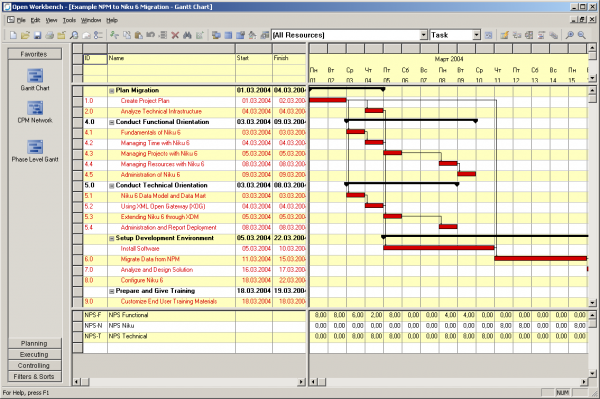 Open Workbench - [Example NPM to Niku 6 Migration - Gantt Chart]
File Edit View Tools Window Help
[All Resources] Task
Favorites
Gantt Chart
CPM Network
Phase Level Gantt
Planning
Executing
Controlling
Filters & Sorts
ID Name Start Finish
Март 2004
Пн Вт Ср Чт Пт Сб Вс Пн Вт Ср Чт Пт Сб Вс Пн
01 02 03 04 05 06 07 08 09 10 11 12 13 14 15
Plan Migration 01.03.2004 04.03.200
1.0 Create Project Plan 01.03.2004 02.03.200
2.0 Analyze Technical Infrastructure 04.03.2004 04.03.200
4.0 Conduct Functional Orientation 03.03.2004 09.03.200
4.1 Fundamentals of Niku 6 03.03.2004 03.03.200
4.2 Managing Time with Niku 6 04.03.2004 04.03.200
4.3 Managing Projects with Niku 6 05.03.2004 05.03.200
4.4 Managing Resources with Niku 6 08.03.2004 08.03.200
4.5 Administration of Niku 6 09.03.2004 09.03.200
5.0 Conduct Technical Orientation 03.03.2004 08.03.200
5.1 Niku 6 Data Model and Data Mart 03.03.2004 03.03.200
5.2 Using XML Open Gateway (XOG) 04.03.2004 04.03.200
5.3 Extending Niku 6 through XDM 05.03.2004 05.03.200
5.4 Administration and Report Deployment 08.03.2004 08.03.200
Setup Development Environment 05.03.2004 22.03.200
Install Software 05.03.2004 10.03.200
6.0 Migrate Data from NPM 11.03.2004 15.03.200
7.0 Analyze and Design Solution 16.03.2004 17.03.200
8.0 Configure Niku 6 18.03.2004 22.03.200
Prepare and Give Training 18.03.2004 19.03.200
9.0 Customize End User Training Materials 18.03.2004 18.03.200
NPS-F NPS Functional 8,00 8,00 6,00 2,00 8,00 0,00 0,00 4,00 4,00 0,00 0,00 0,00 0,00 0,00 0,00
NPS-N NPS Niku 0,00 0,00 0,00 0,00 0,00 0,00 0,00 0,00 0,00 0,00 8,00 8,00 0,00 0,00 8,00
NPS-T NPS Technical 0,00 0,00 8,00 8,00 8,00 0,00 0,00 8,00 8,00 8,00 0,00 0,00 0,00 0,00 0,00
For Help, press F1
NUM